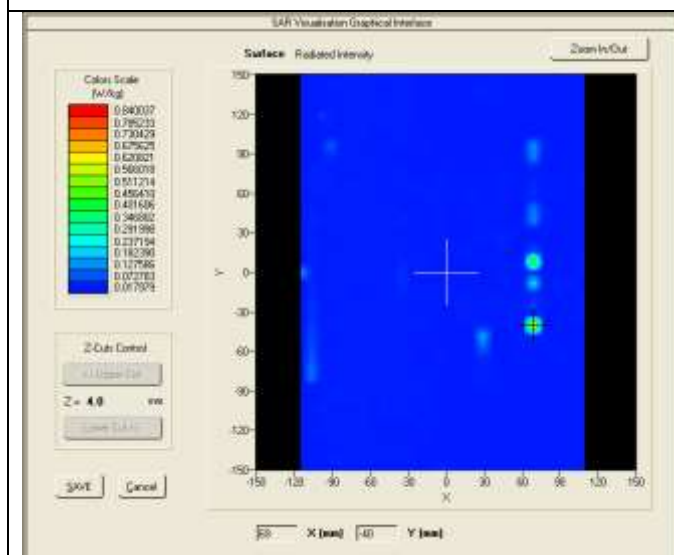 SAR Visualisation Graphical Interface
Surface Radiated Intensity
Zoom In/Out
Colors Scale
(W/kg)
0.840037
0.785233
0.730429
0.675625
0.620821
0.566018
0.511214
0.456410
0.401606
0.346802
0.291998
0.237194
0.182390
0.127586
0.072783
0.017979
150
120
90
60
30
0
-30
-60
-90
-120
-150
Y
-150 -120 -90 -60 -30 0 30 60 90 120 150
X
Z-Cuts Control
Z = 4.0 mm
SAVE Cancel
X (mm) -40 Y (mm)